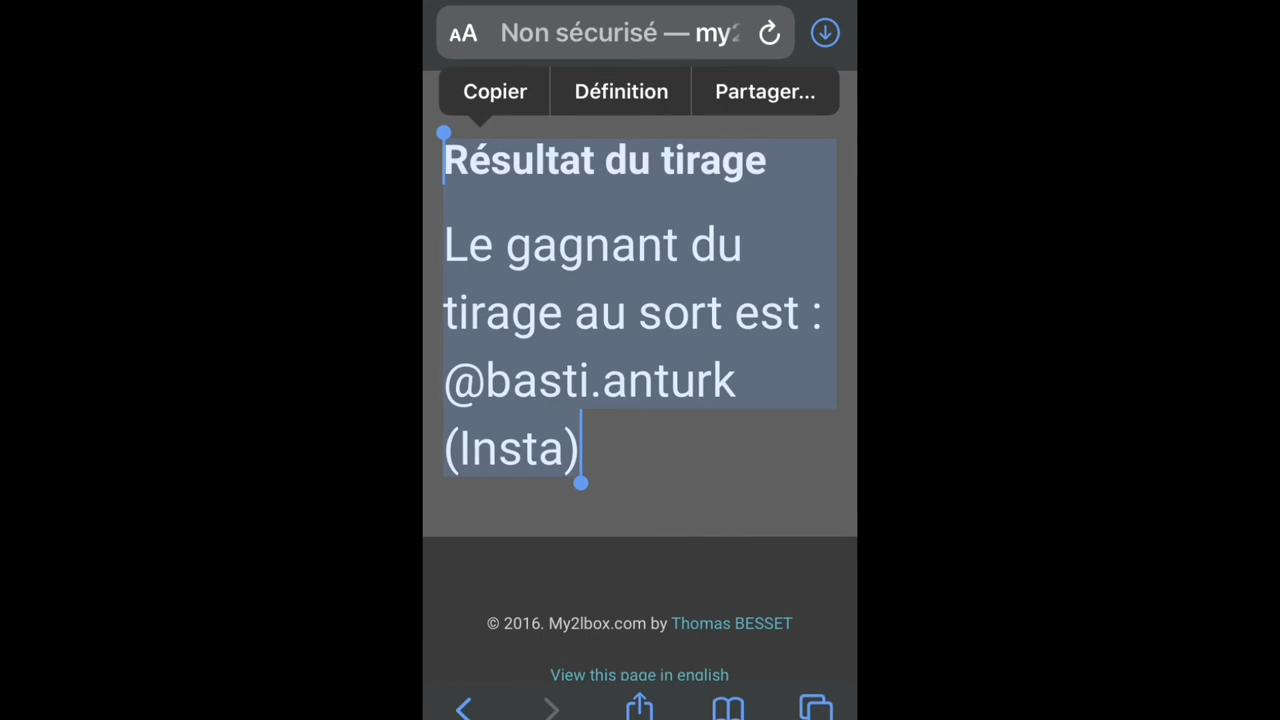 AA Non sécurisé — my2
Copier Définition Partager...
Résultat du tirage
Le gagnant du
tirage au sort est :
@basti.anturk
(Insta)
© 2016. My2lbox.com by Thomas BESSET
View this page in english